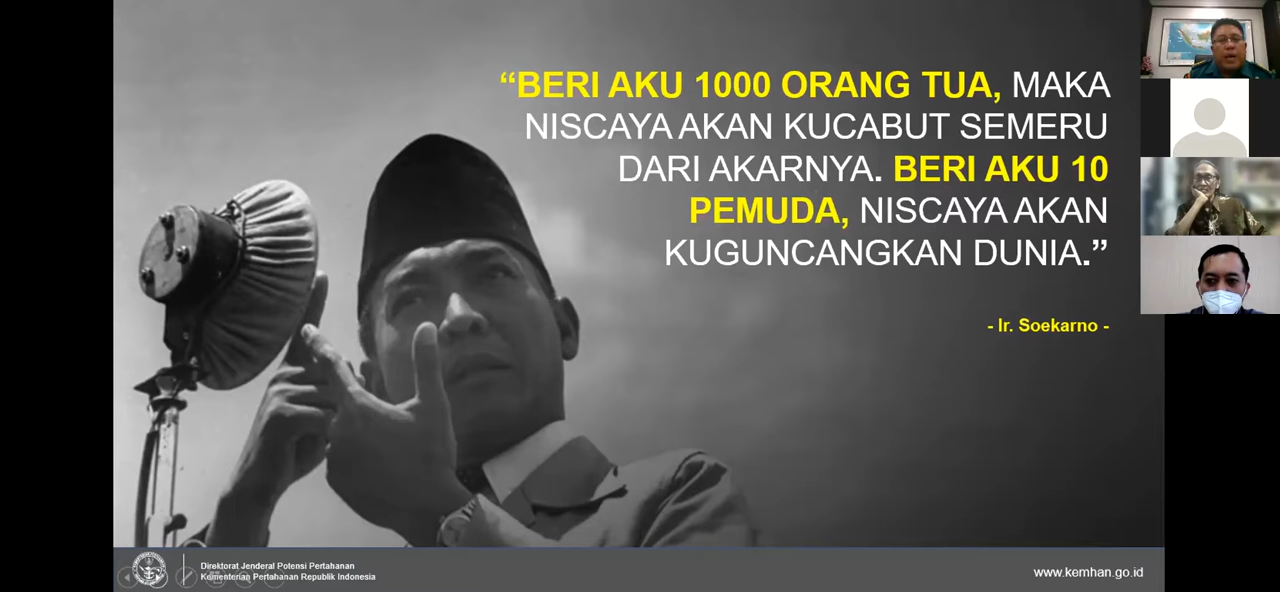 “BERI AKU 1000 ORANG TUA, MAKA
NISCAYA AKAN KUCABUT SEMERU
DARI AKARNYA. BERI AKU 10
PEMUDA, NISCAYA AKAN
KUGUNCANGKAN DUNIA.”
- Ir. Soekarno -
Direktorat Jenderal Potensi Pertahanan
Kementerian Pertahanan Republik Indonesia
www.kemhan.go.id